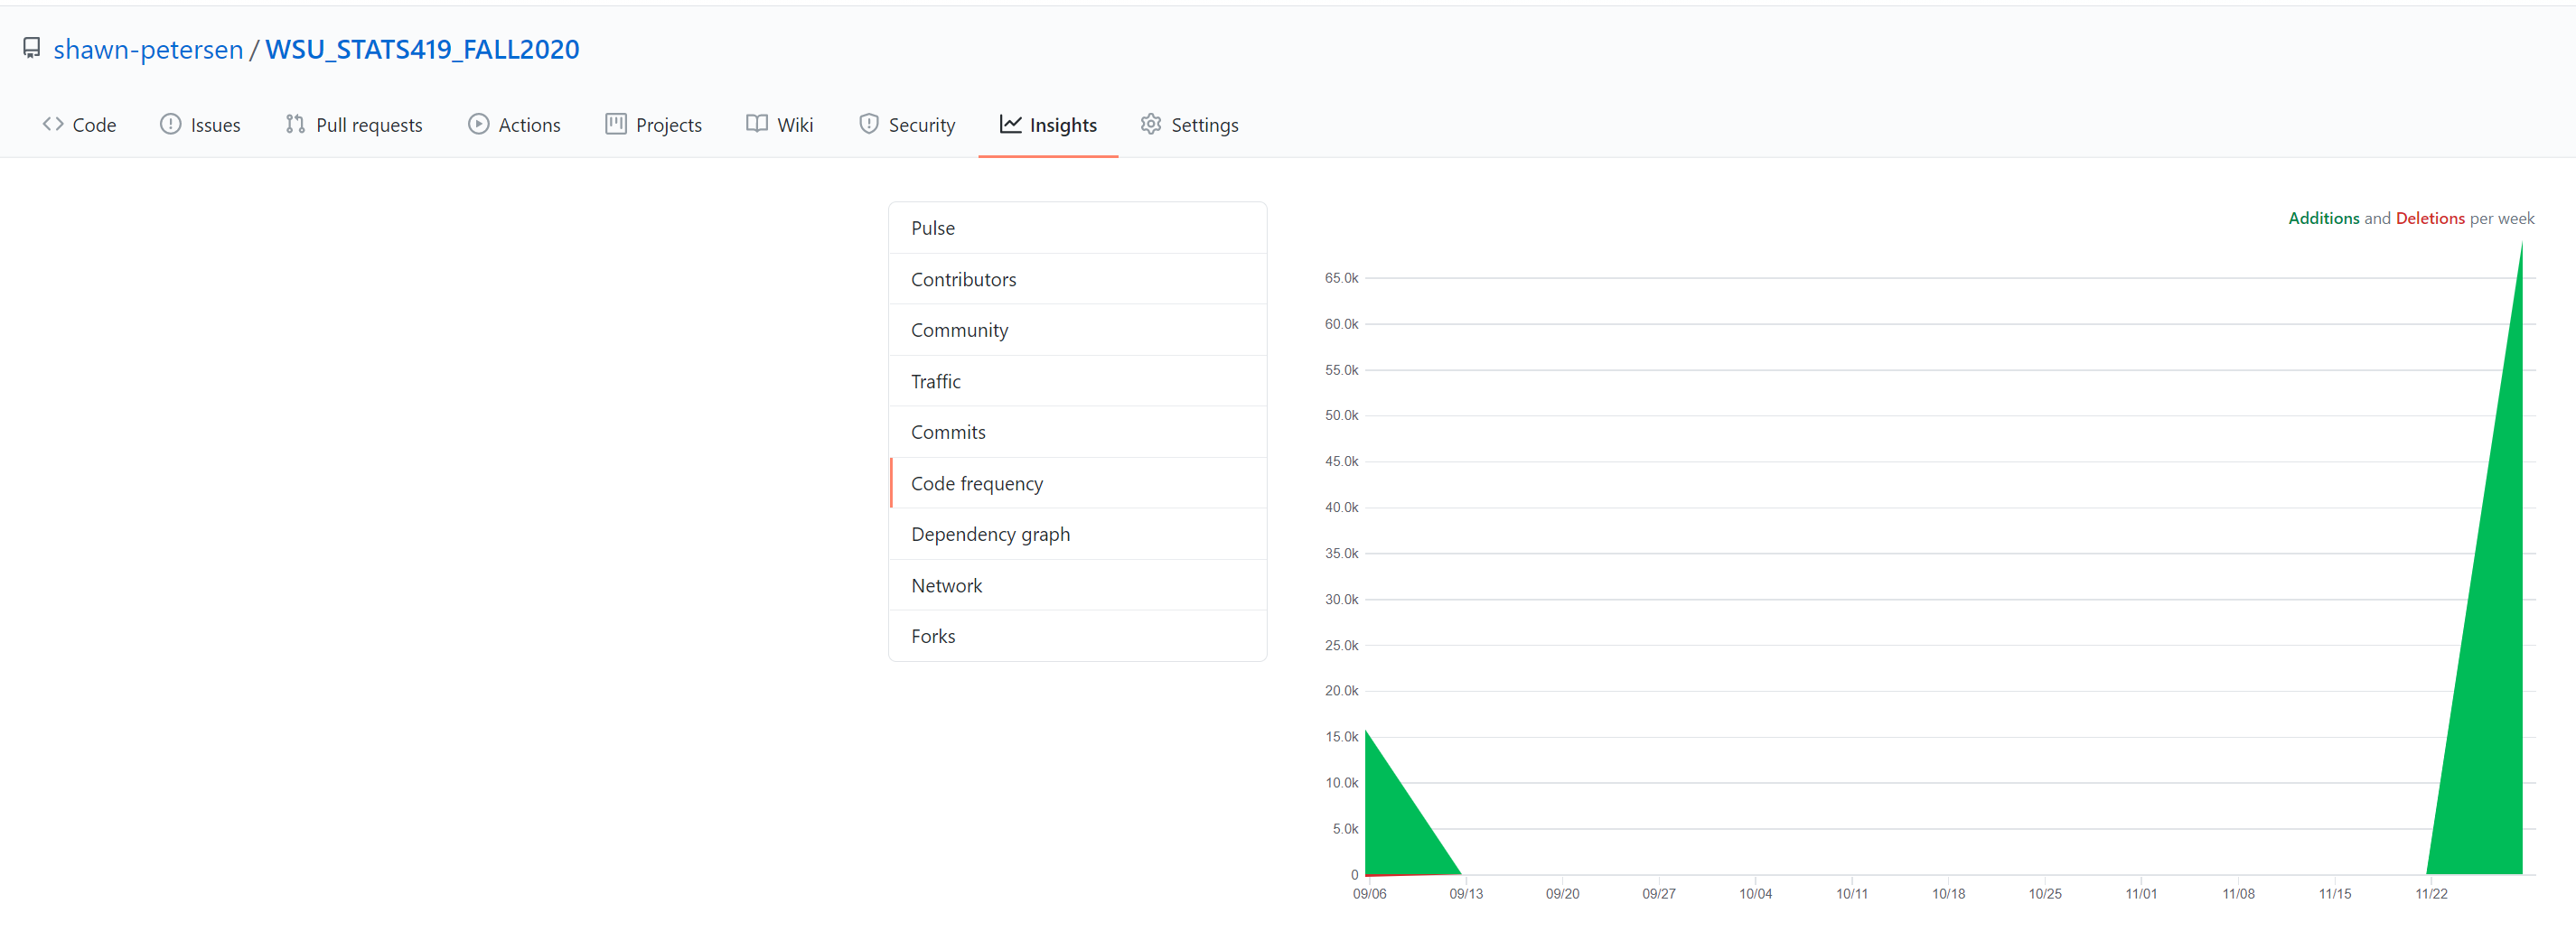 shawn-petersen / WSU_STATS419_FALL2020
Code Issues Pull requests Actions Projects Wiki Security Insights Settings
Pulse
Contributors
Community
Traffic
Commits
Code frequency
Dependency graph
Network
Forks
Additions and Deletions per week
65.0k
60.0k
55.0k
50.0k
45.0k
40.0k
35.0k
30.0k
25.0k
20.0k
15.0k
10.0k
5.0k
0
09/06 09/13 09/20 09/27 10/04 10/11 10/18 10/25 11/01 11/08 11/15 11/22